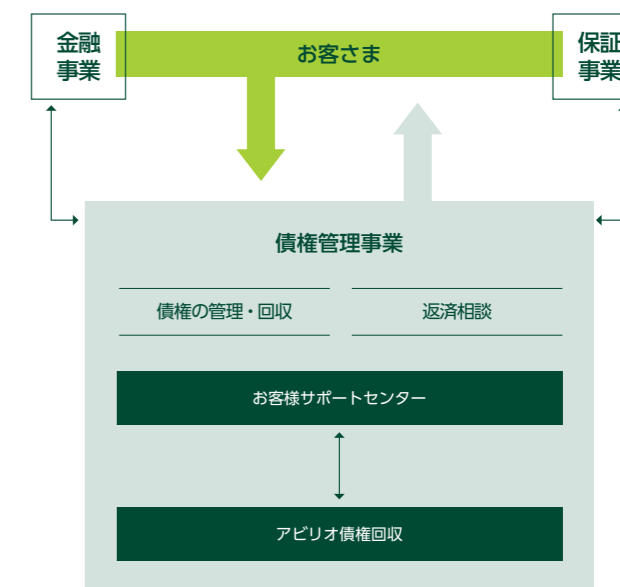 金融
事業
お客さま
保証
事業
債権管理事業
債権の管理・回収
返済相談
お客様サポートセンター
アビリオ債権回収